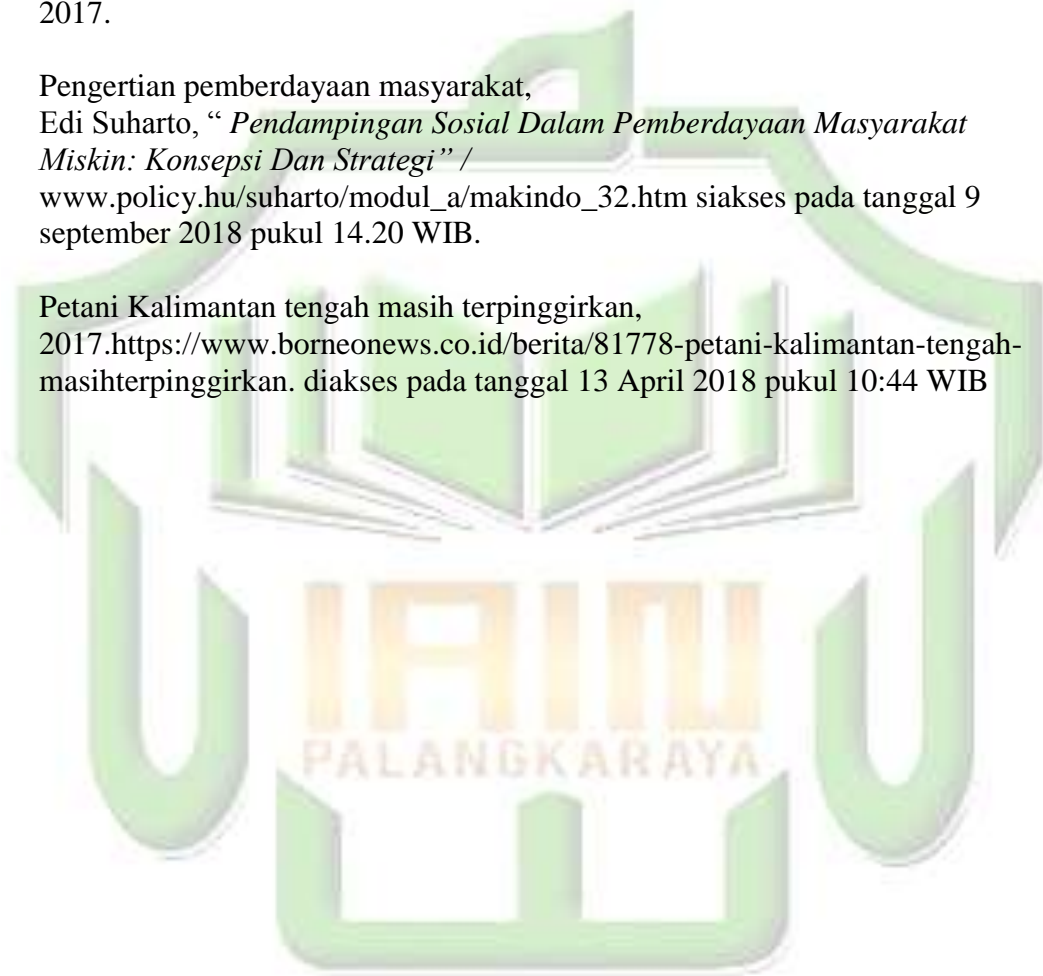 2017.
Pengertian pemberdayaan masyarakat,
Edi Suharto, “ Pendampingan Sosial Dalam Pemberdayaan Masyarakat
Miskin: Konsepsi Dan Strategi” /
www.policy.hu/suharto/modul_a/makindo_32.htm siakses pada tanggal 9
september 2018 pukul 14.20 WIB.
Petani Kalimantan tengah masih terpinggirkan,
2017.https://www.borneonews.co.id/berita/81778-petani-kalimantan-tengah-
masihterpinggirkan. diakses pada tanggal 13 April 2018 pukul 10:44 WIB
IAIN
PALANGKARAYA